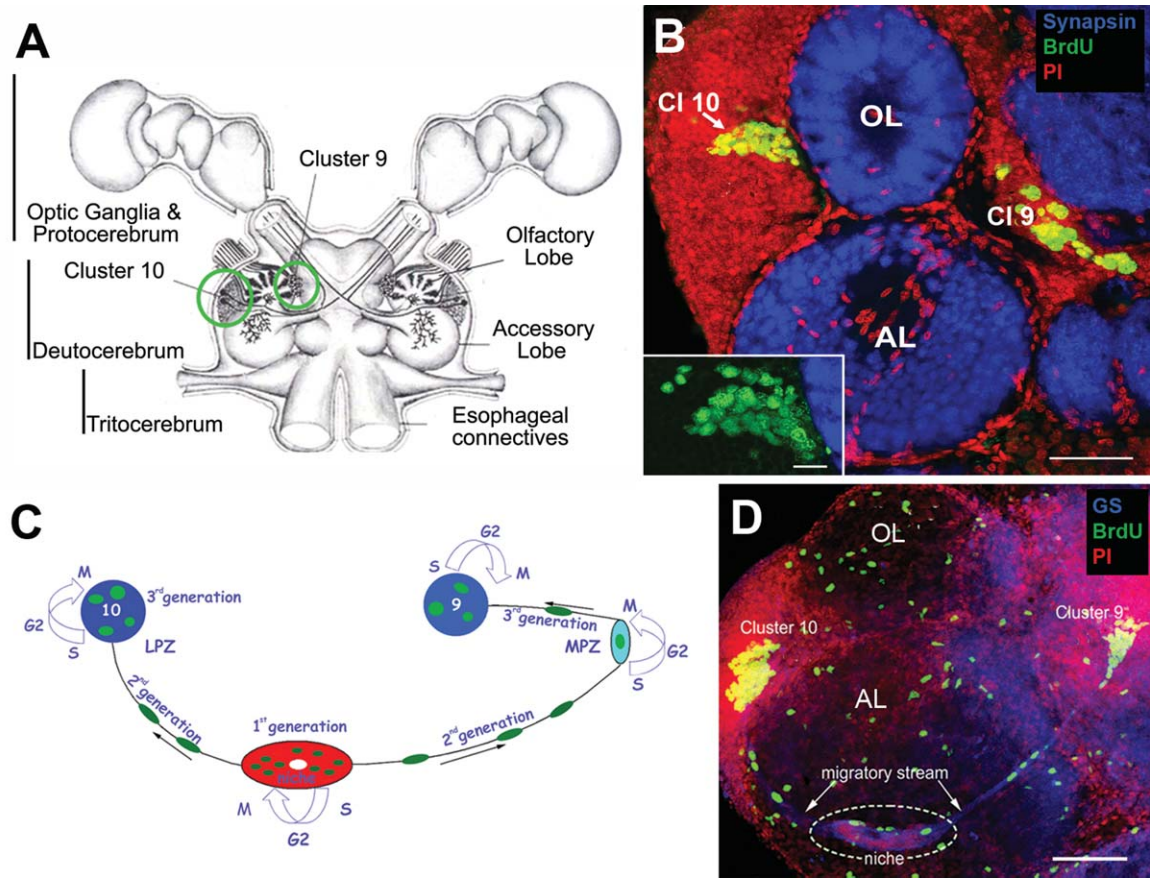 A
Cluster 9
Optic Ganglia &
Protocerebrum
Olfactory
Lobe
Cluster 10
Accessory
Lobe
Deutocerebrum
Tritocerebrum
Esophageal
connectives
B
Synapsin
BrdU
PI
Cl 10
OL
Cl 9
AL
C
M
G2
S
10
3rd generation
LPZ
2nd generation
1st generation
niche
M
S
G2
2nd generation
S
G2
M
9
3rd generation
MPZ
M
G2
S
D
GS
BrdU
PI
OL
Cluster 10
Cluster 9
AL
migratory stream
niche